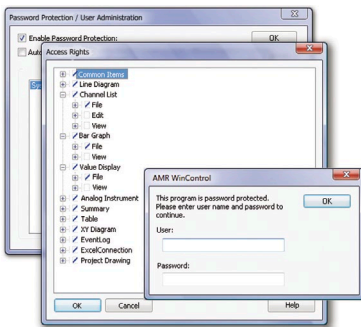 Password Protection / User Administration
Enable Password Protection:
OK
Access Rights
Common Items
Line Diagram
Channel List
File
Edit
View
Bar Graph
File
View
Value Display
File
View
Analog Instrument
Summary
Table
XY Diagram
EventLog
ExcelConnection
Project Drawing
OK
Cancel
Help
AMR WinControl
This program is password protected.
Please enter user name and password to
continue.
OK
User:
Password: